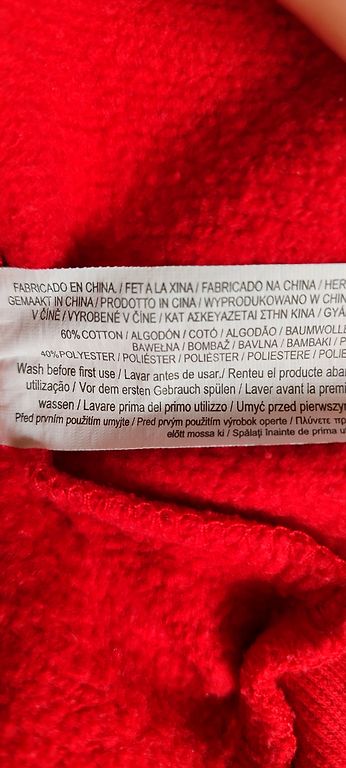 FABRICADO EN CHINA. / FET A LA XINA / FABRICADO NA CHINA / HER
GEMAAKT IN CHINA / PRODOTTO IN CINA / WYPRODUKOWANO W CHIN
V ČÍNĚ / VYROBENÉ V ČÍNE / ΚΑΤ ΑΣΚΕΥΑΖΕΤΑΙ ΣΤΗΝ ΚΙΝΑ / GYÁ
60% COTTON / ALGODÓN / COTÓ / ALGODÃO / BAUMWOLLE
BAWEŁNA / BOMBAŽ / BAVLNA / BAMBAKI / P
40% POLYESTER / POLIÉSTER / POLIÈSTER / POLIESTERE / POLIE
Wash before first use / Lavar antes de usar./ Renteu el producte aba
utilização / Vor dem ersten Gebrauch spülen / Laver avant la premi
wassen / Lavare prima del primo utilizzo / Umyć przed pierwszym
Před prvním použitím umyjte / Pred prvým použitím výrobok operte / Πλύνετε πρ
előtt mossa ki / Spălați înainte de prima u